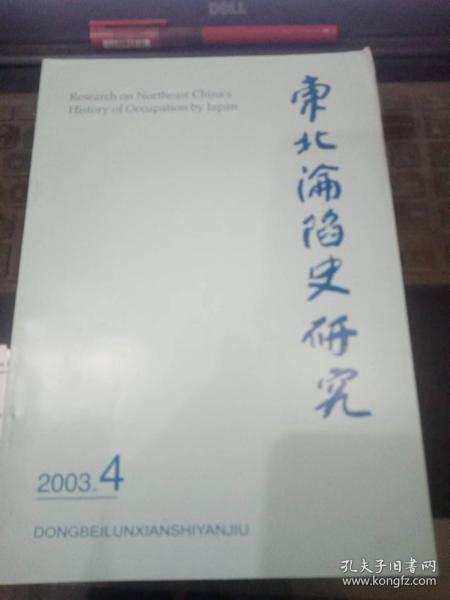 DELL
Research on Northeast China's
History of Occupation by Japan
東北淪陷史研究
2003.4
DONGBEILUNXIANSHIYANJIU
孔夫子旧书网
www.kongfz.com